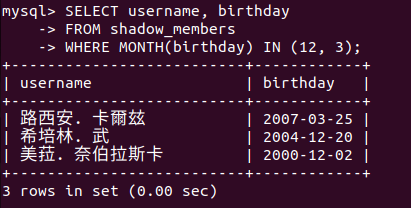 mysql> SELECT username, birthday
    -> FROM shadow_members
    -> WHERE MONTH(birthday) IN (12, 3);
+---------------------------+------------+
| username                  | birthday   |
+---------------------------+------------+
| 路西安．卡爾茲 | 2007-03-25 |
| 希培林．武 | 2004-12-20 |
| 美菈．奈伯拉斯卡 | 2000-12-02 |
+---------------------------+------------+
3 rows in set (0.00 sec)